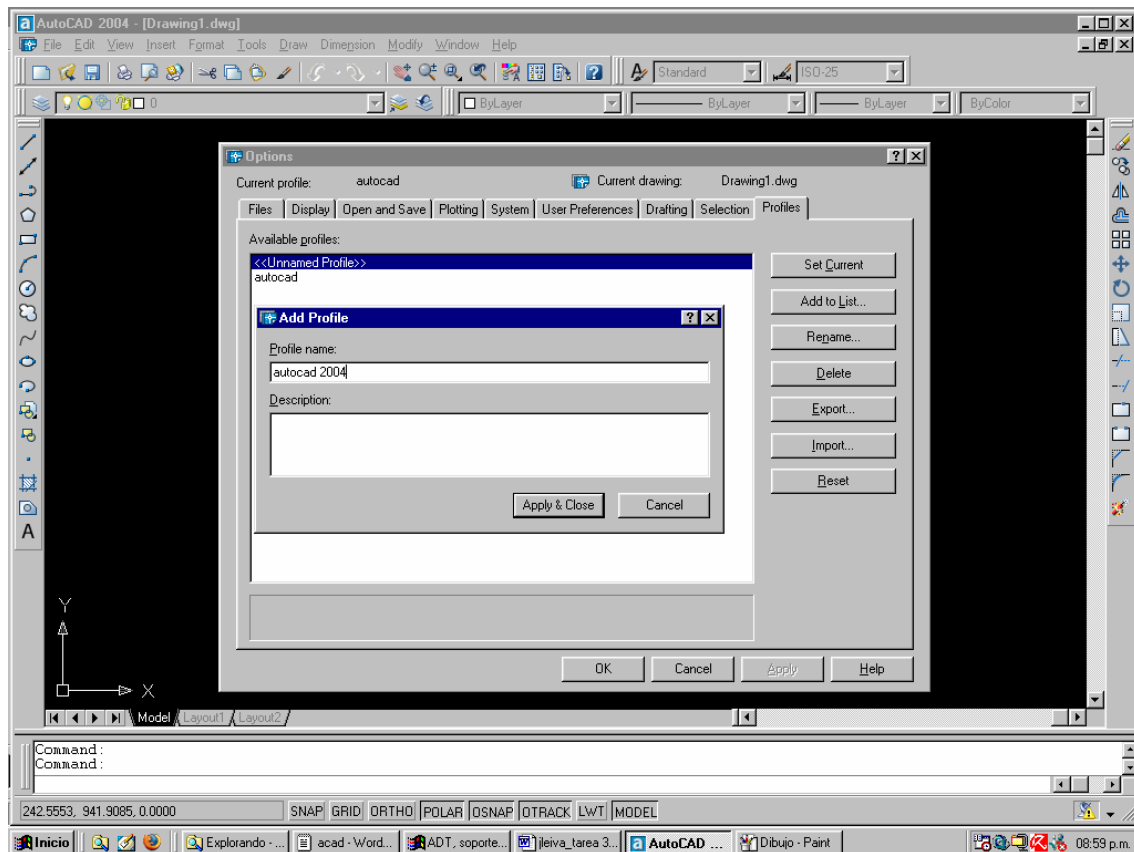 AutoCAD 2004 - [Drawing1.dwg]
File Edit View Insert Format Tools Draw Dimension Modify Window Help
Standard ISO-25
0 ByLayer ByLayer ByLayer ByColor
Options
Current profile: autocad Current drawing: Drawing1.dwg
Files Display Open and Save Plotting System User Preferences Drafting Selection Profiles
Available profiles:
<<Unnamed Profile>>
autocad
Set Current
Add to List...
Rename...
Delete
Export...
Import...
Reset
Add Profile
Profile name:
autocad 2004
Description:
Apply & Close Cancel
OK Cancel Apply Help
A
Y
X
Model Layout1 Layout2
Command:
Command:
242.5553, 941.9085, 0.0000 SNAP GRID ORTHO POLAR OSNAP OTRACK LWT MODEL
Inicio Explorando - ... acad - Word... ADT, soporte... jleiva_tarea 3... AutoCAD ... Dibujo - Paint 08:59 p.m.